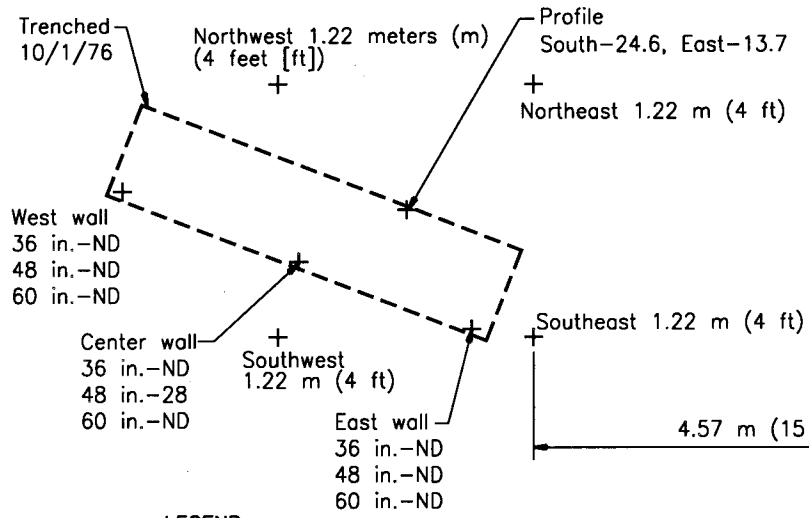 Trenched
10/1/76
Northwest 1.22 meters (m)
(4 feet [ft])
Profile
South-24.6, East-13.7
Northeast 1.22 m (4 ft)
West wall
36 in.-ND
48 in.-ND
60 in.-ND
Center wall
36 in.-ND
48 in.-28
60 in.-ND
Southwest
1.22 m (4 ft)
Southeast 1.22 m (4 ft)
East wall
36 in.-ND
48 in.-ND
60 in.-ND
4.57 m (15
LEGEND